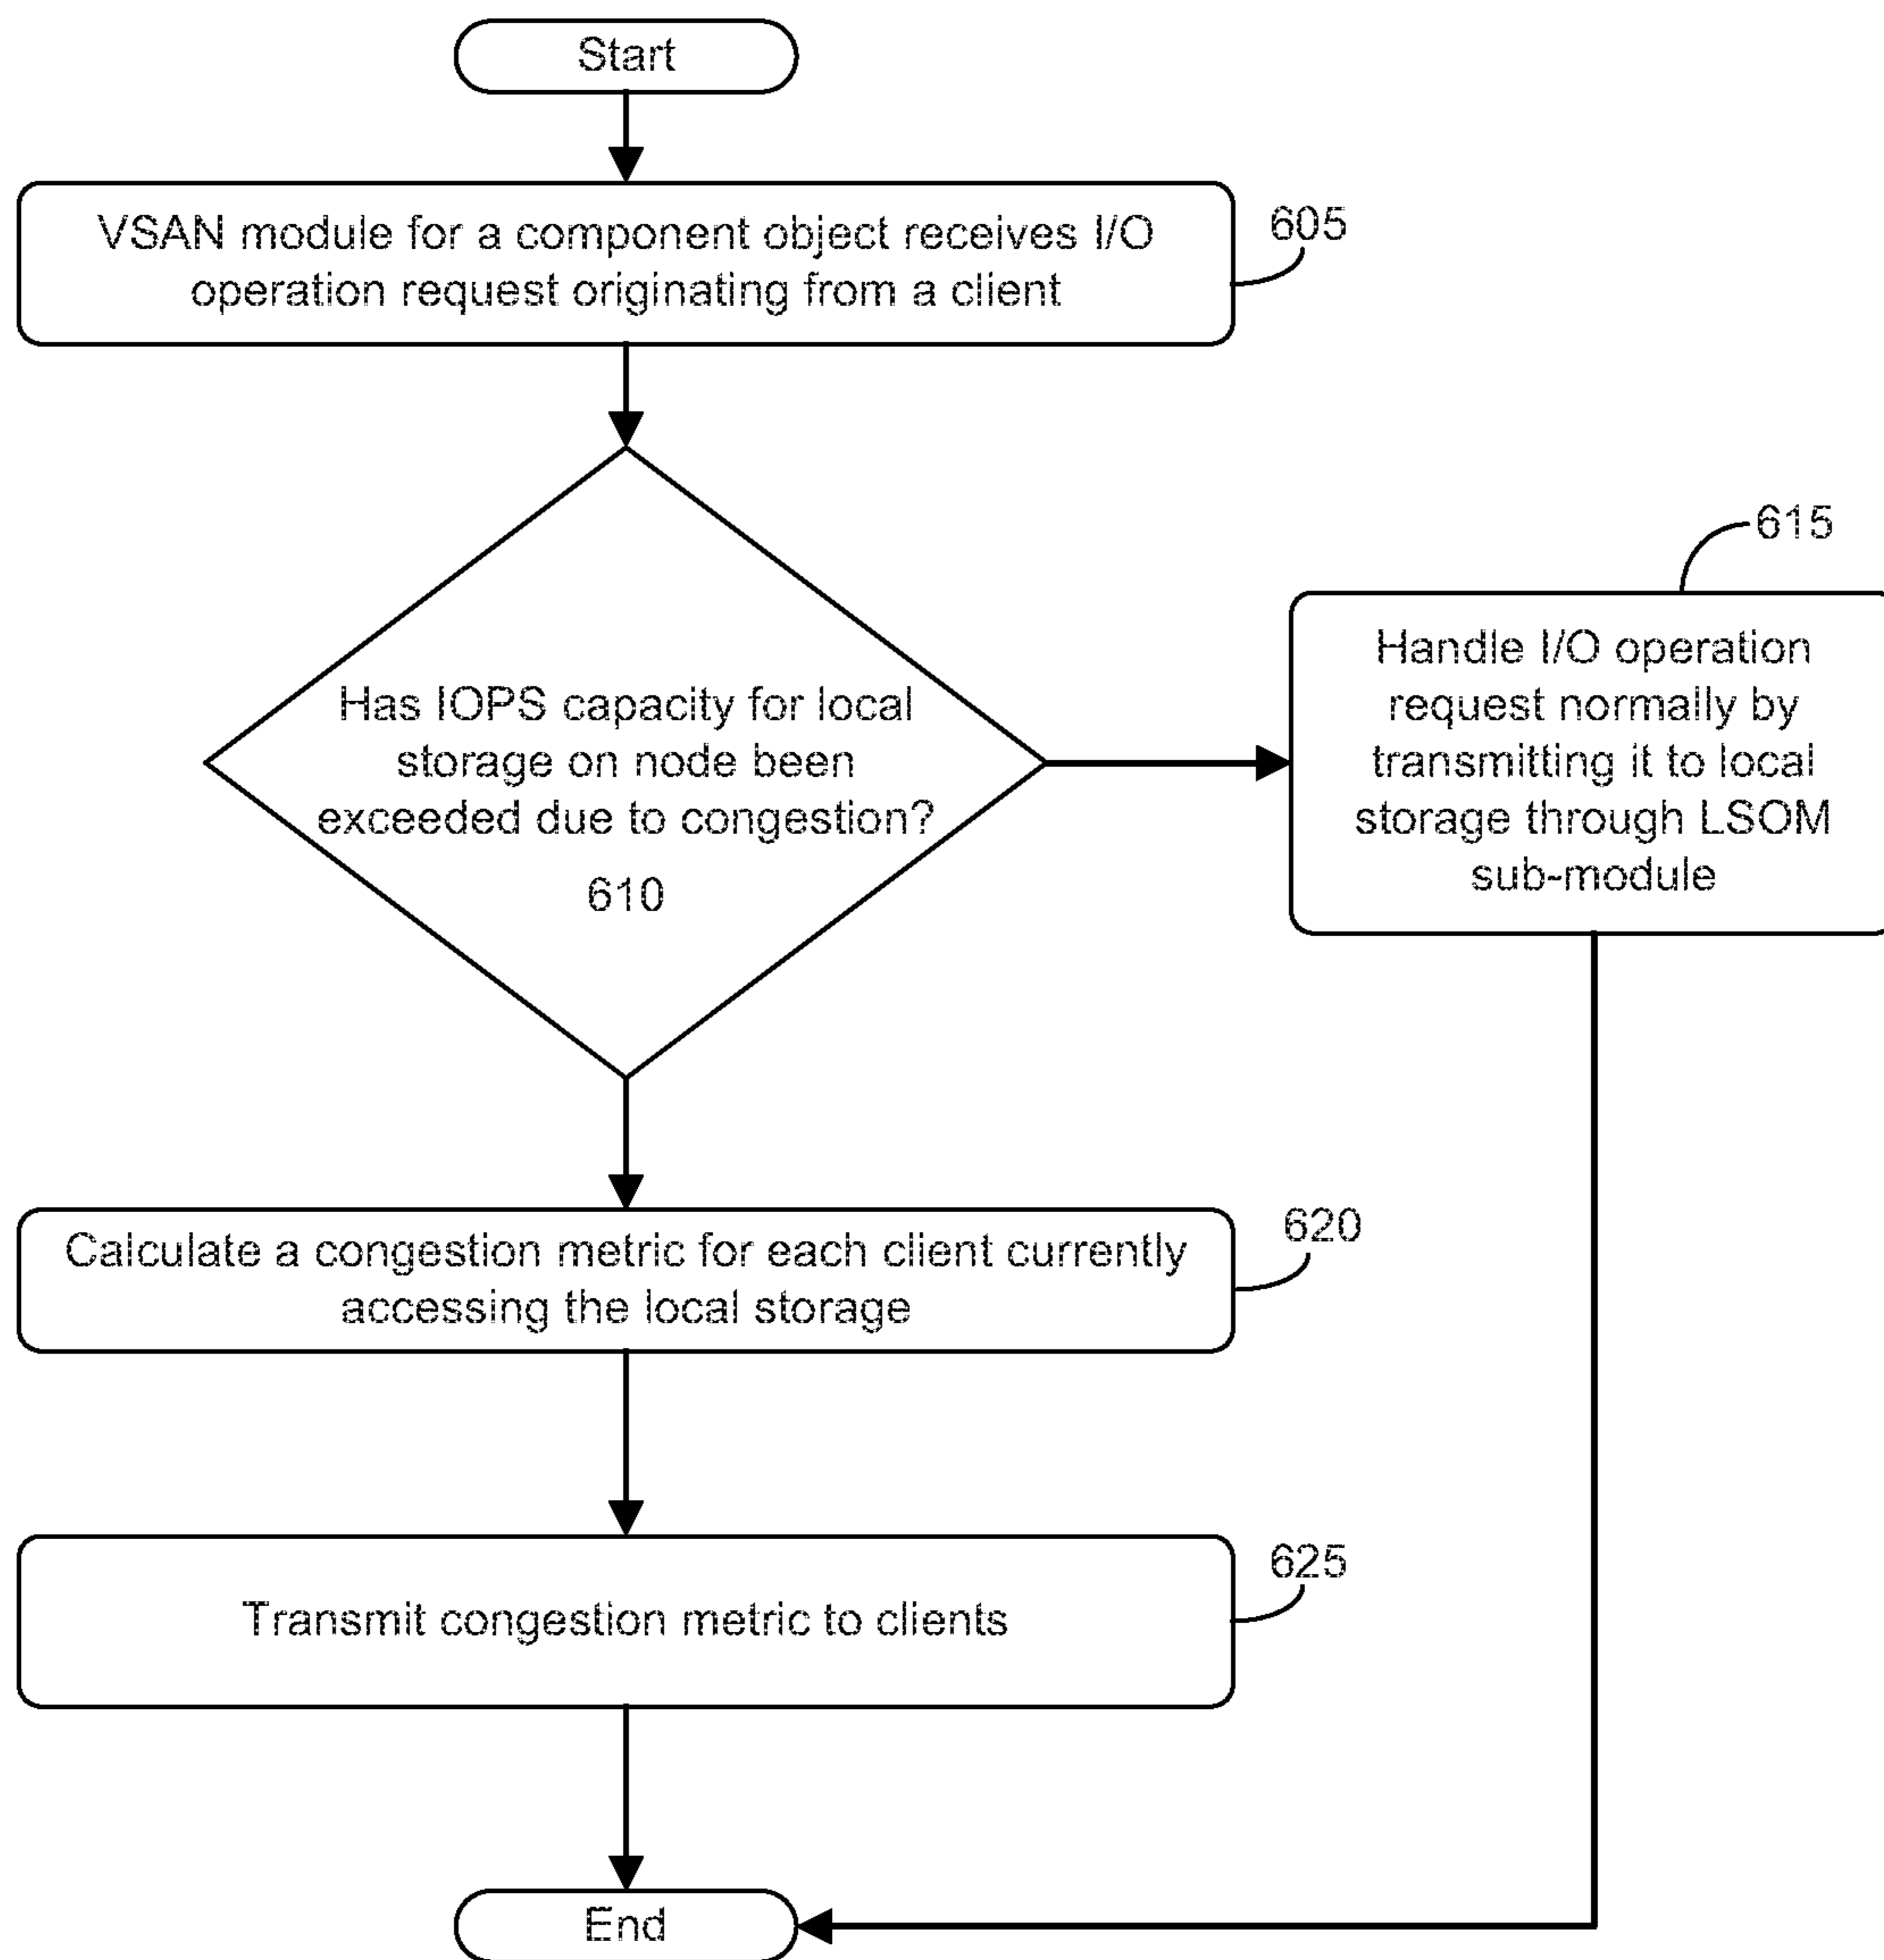 Start
VSAN module for a component object receives I/O
operation request originating from a client
605
Has IOPS capacity for local
storage on node been
exceeded due to congestion?
610
615
Handle I/O operation
request normally by
transmitting it to local
storage through LSOM
sub-module
Calculate a congestion metric for each client currently
accessing the local storage
620
Transmit congestion metric to clients
625
End